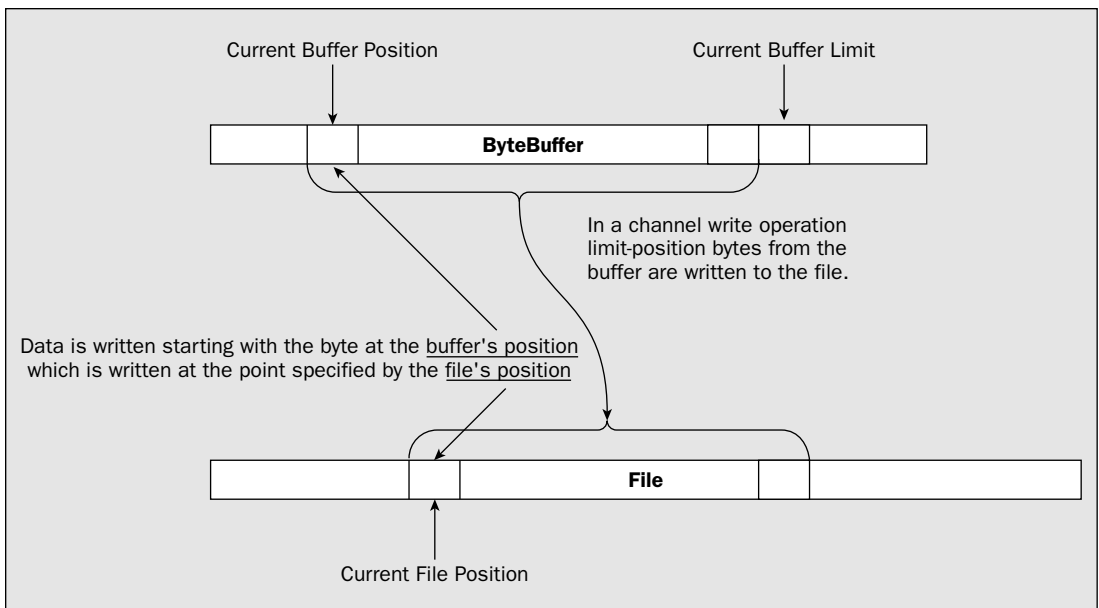 Current Buffer Position
Current Buffer Limit
ByteBuffer
In a channel write operation
limit-position bytes from the
buffer are written to the file.
Data is written starting with the byte at the buffer's position
which is written at the point specified by the file's position
File
Current File Position